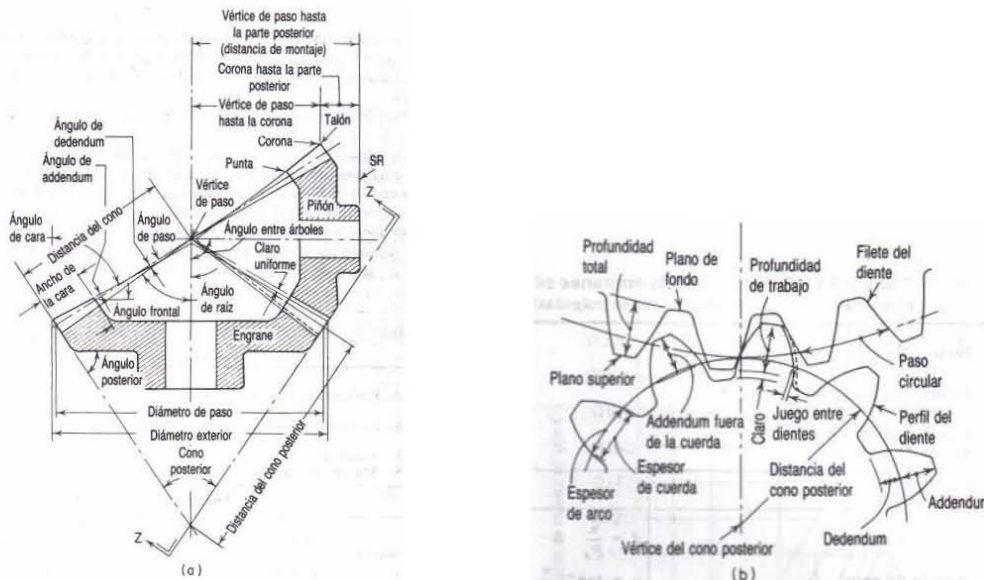 Vértice de paso hasta
la parte posterior
(distancia de montaje)
Corona hasta la parte
posterior
Vértice de paso
hasta la corona
Talón
Corona
Punta
SR
Z
Ángulo de
dedendum
Ángulo de
addendum
Vértice
de paso
Piñón
Ángulo
de cara
Distancia del cono
Ángulo
de paso
Ángulo entre árboles
Claro
uniforme
Ancho de
la cara
Ángulo frontal
Ángulo
de raíz
Engrane
Ángulo
posterior
Diámetro de paso
Diámetro exterior
Cono
posterior
Distancia del cono posterior
Z
(a)
Profundidad
total
Plano de
fondo
Profundidad
de trabajo
Filete del
diente
Plano superior
Paso
circular
Addendum fuera
de la cuerda
Claro
Juego entre
dientes
Perfil del
diente
Espesor
de cuerda
Espesor
de arco
Distancia del
cono posterior
Addendum
Dedendum
Vértice del cono posterior
(b)